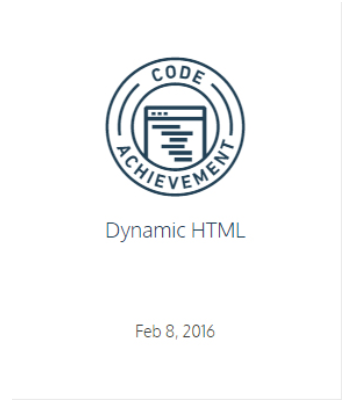 CODE
ACHIEVEMENT
Dynamic HTML
Feb 8, 2016